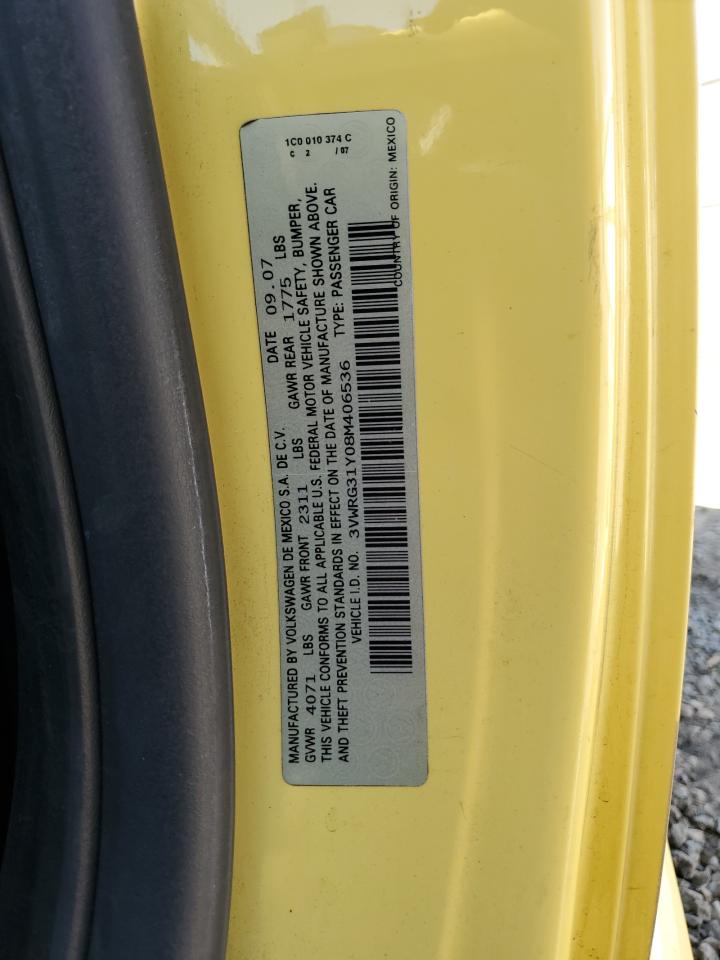 1C0 010 374 C
C 2 / 07
MANUFACTURED BY VOLKSWAGEN DE MEXICO S.A. DE C.V. DATE 09.07
GVWR 4071 LBS GAWR FRONT 2311 LBS GAWR REAR 1775 LBS
THIS VEHICLE CONFORMS TO ALL APPLICABLE U.S. FEDERAL MOTOR VEHICLE SAFETY, BUMPER,
AND THEFT PREVENTION STANDARDS IN EFFECT ON THE DATE OF MANUFACTURE SHOWN ABOVE.
VEHICLE I.D. NO. 3VWRG31Y08M406536 TYPE: PASSENGER CAR
COUNTRY OF ORIGIN: MEXICO